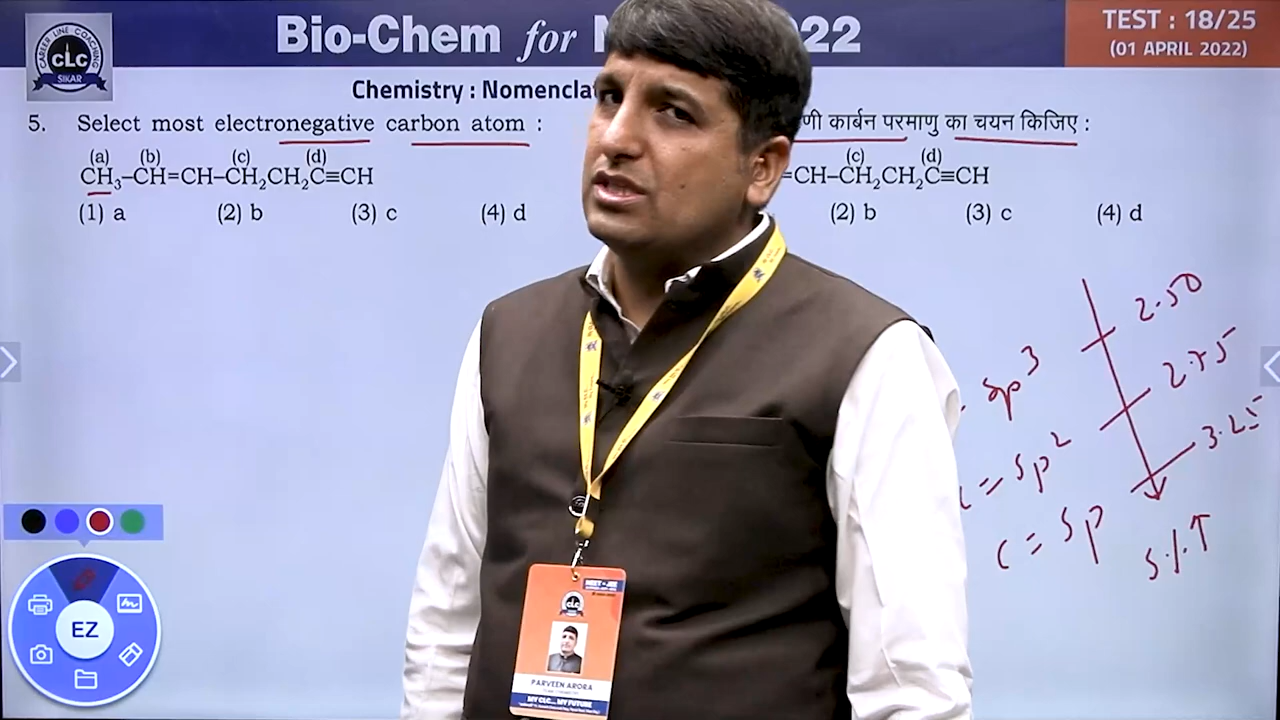 CAREER LINE COACHING
CLC
SIKAR
Bio-Chem for N 22
TEST : 18/25
(01 APRIL 2022)
Chemistry : Nomencla
5. Select most electronegative carbon atom :
(a) (b) (c) (d)
CH₃–CH=CH–CH₂CH₂C≡CH
(1) a (2) b (3) c (4) d
णी कार्बन परमाणु का चयन किजिए :
(c) (d)
=CH–CH₂CH₂C≡CH
(2) b (3) c (4) d
2.50
sp³
2.75
c = sp²
3.25
c = sp
s.%.↑
EZ
NEET - JEE
CLC
PARVEEN ARORA
MY CLC... MY FUTURE